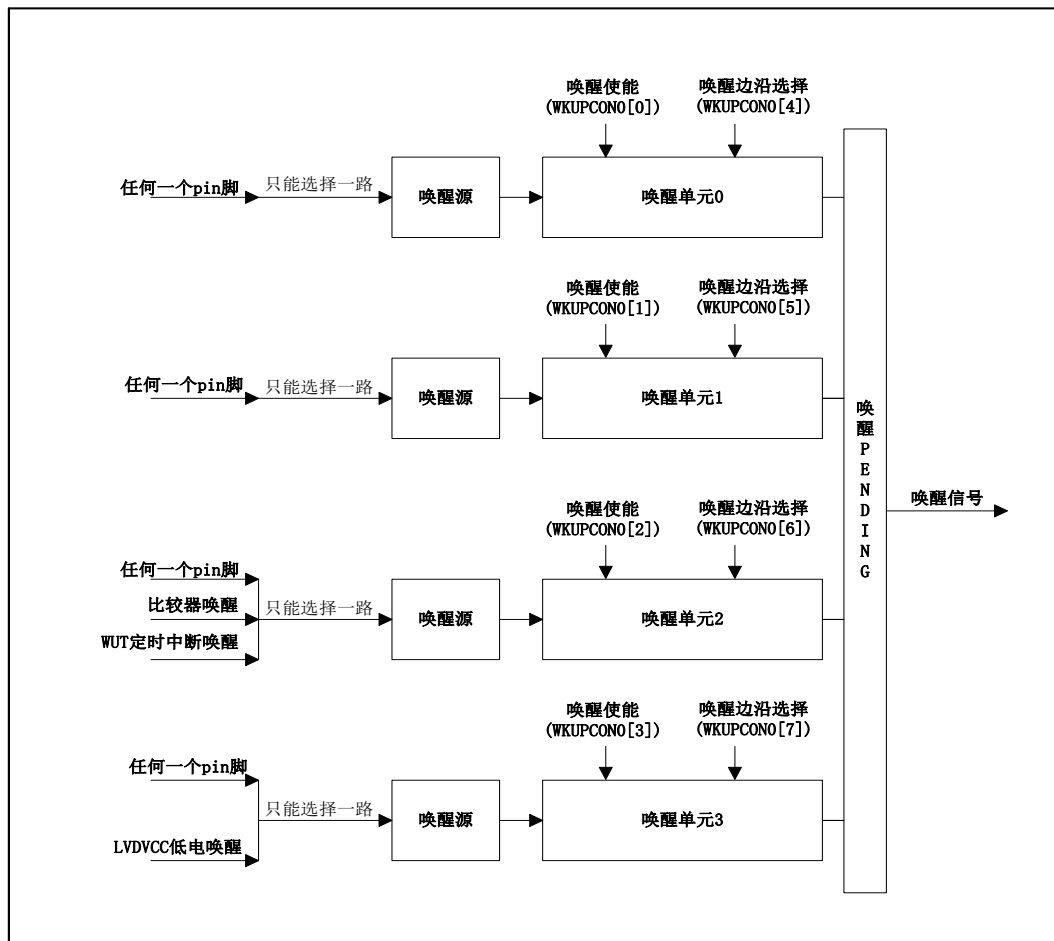 唤醒使能
(WKUPCON0[0])
唤醒边沿选择
(WKUPCON0[4])
任何一个pin脚
只能选择一路
唤醒源
唤醒单元0
唤醒使能
(WKUPCON0[1])
唤醒边沿选择
(WKUPCON0[5])
任何一个pin脚
只能选择一路
唤醒源
唤醒单元1
唤醒PENDING
唤醒信号
唤醒使能
(WKUPCON0[2])
唤醒边沿选择
(WKUPCON0[6])
任何一个pin脚
比较器唤醒
WUT定时中断唤醒
只能选择一路
唤醒源
唤醒单元2
唤醒使能
(WKUPCON0[3])
唤醒边沿选择
(WKUPCON0[7])
任何一个pin脚
LVDVCC低电唤醒
只能选择一路
唤醒源
唤醒单元3